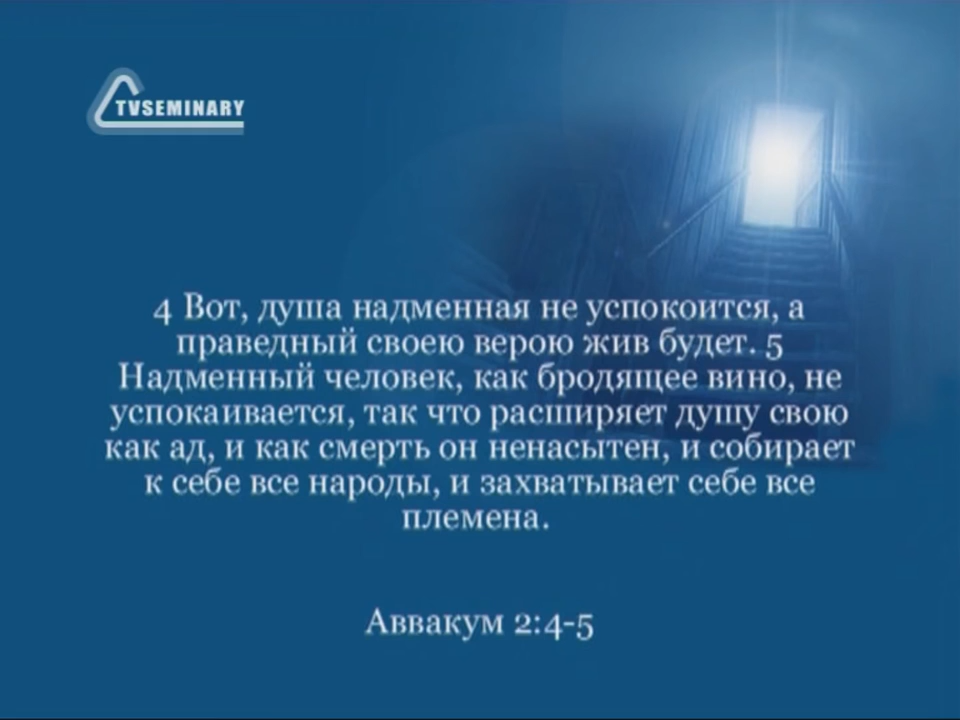 TVSEMINARY
4 Вот, душа надменная не успокоится, а
праведный своею верою жив будет. 5
Надменный человек, как бродящее вино, не
успокаивается, так что расширяет душу свою
как ад, и как смерть он ненасытен, и собирает
к себе все народы, и захватывает себе все
племена.
Аввакум 2:4-5